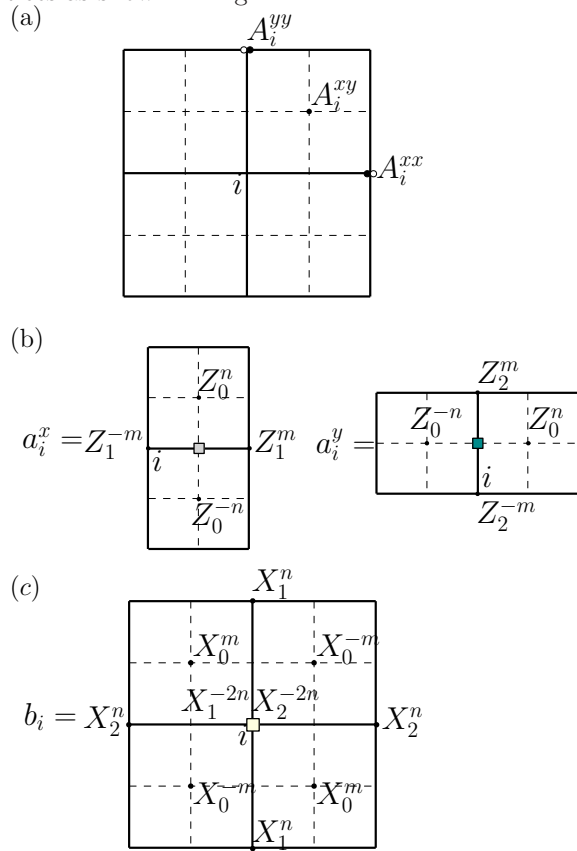 (a)
A_i^{yy}
A_i^{xy}
i
A_i^{xx}
(b)
Z_0^n
a_i^x = Z_1^{-m}
i
Z_1^m
Z_0^{-n}
Z_2^m
Z_0^{-n}
Z_0^n
a_i^y =
i
Z_2^{-m}
(c)
X_1^n
X_0^m
X_0^{-m}
X_1^{-2n}
X_2^{-2n}
b_i = X_2^n
i
X_2^n
X_0^{-m}
X_0^m
X_1^n